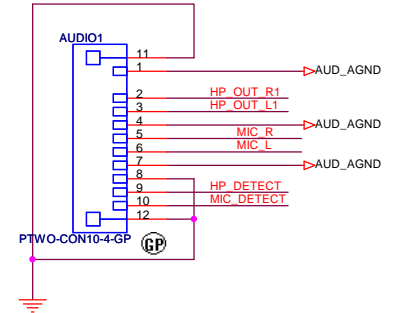 AUDIO1
11
1 AUD_AGND
2 HP_OUT_R1
3 HP_OUT_L1
4 AUD_AGND
5 MIC_R
6 MIC_L
7 AUD_AGND
8
9 HP_DETECT
10 MIC_DETECT
12
PTWO-CON10-4-GP
GP